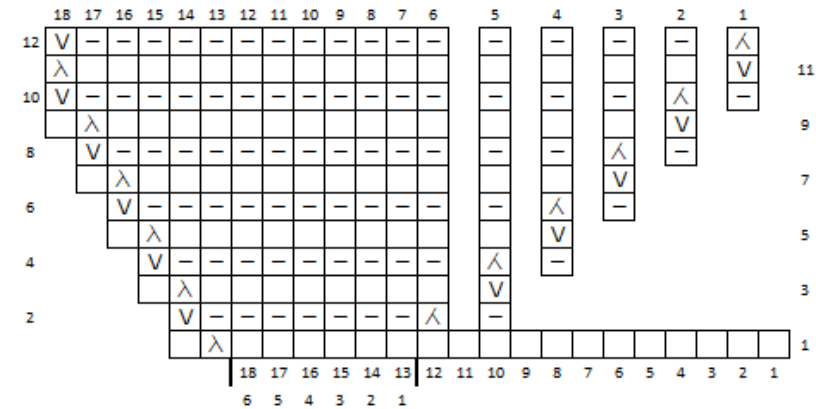 18 17 16 15 14 13 12 11 10 9 8 7 6 5 4 3 2 1
12 V − − − − − − − − − − − − − − − − ⅄
λ V 11
10 V − − − − − − − − − − − − − − − ⅄ −
λ V 9
8 V − − − − − − − − − − − − − ⅄ −
λ V 7
6 V − − − − − − − − − − − ⅄ −
λ V 5
4 V − − − − − − − − − ⅄ −
λ V 3
2 V − − − − − − − ⅄ −
λ 1
18 17 16 15 14 13 12 11 10 9 8 7 6 5 4 3 2 1
6 5 4 3 2 1